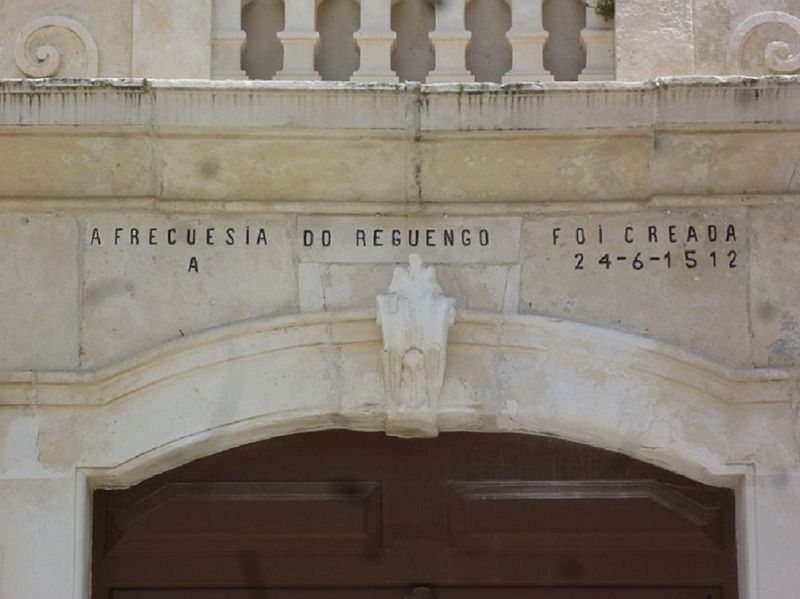 A FRECUESIA DO REGUENGO FOI CREADA
A 24-6-1512